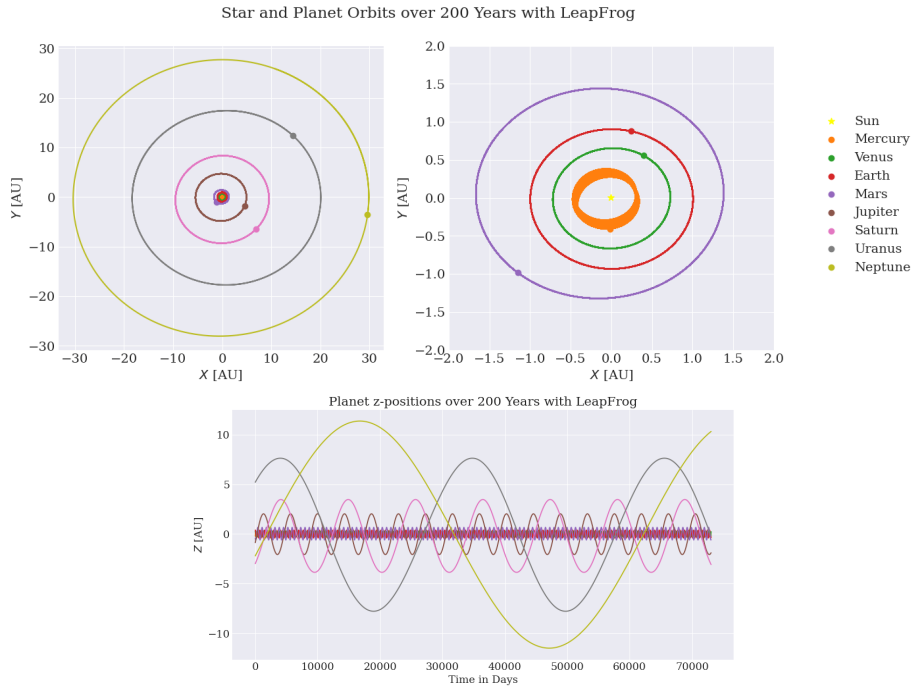 Star and Planet Orbits over 200 Years with LeapFrog
30
20
10
0
−10
−20
−30
Y [AU]
−30 −20 −10 0 10 20 30
X [AU]
2.0
1.5
1.0
0.5
0.0
−0.5
−1.0
−1.5
−2.0
Y [AU]
−2.0 −1.5 −1.0 −0.5 0.0 0.5 1.0 1.5 2.0
X [AU]
Sun
Mercury
Venus
Earth
Mars
Jupiter
Saturn
Uranus
Neptune
Planet z-positions over 200 Years with LeapFrog
10
5
0
−5
−10
Z [AU]
0 10000 20000 30000 40000 50000 60000 70000
Time in Days